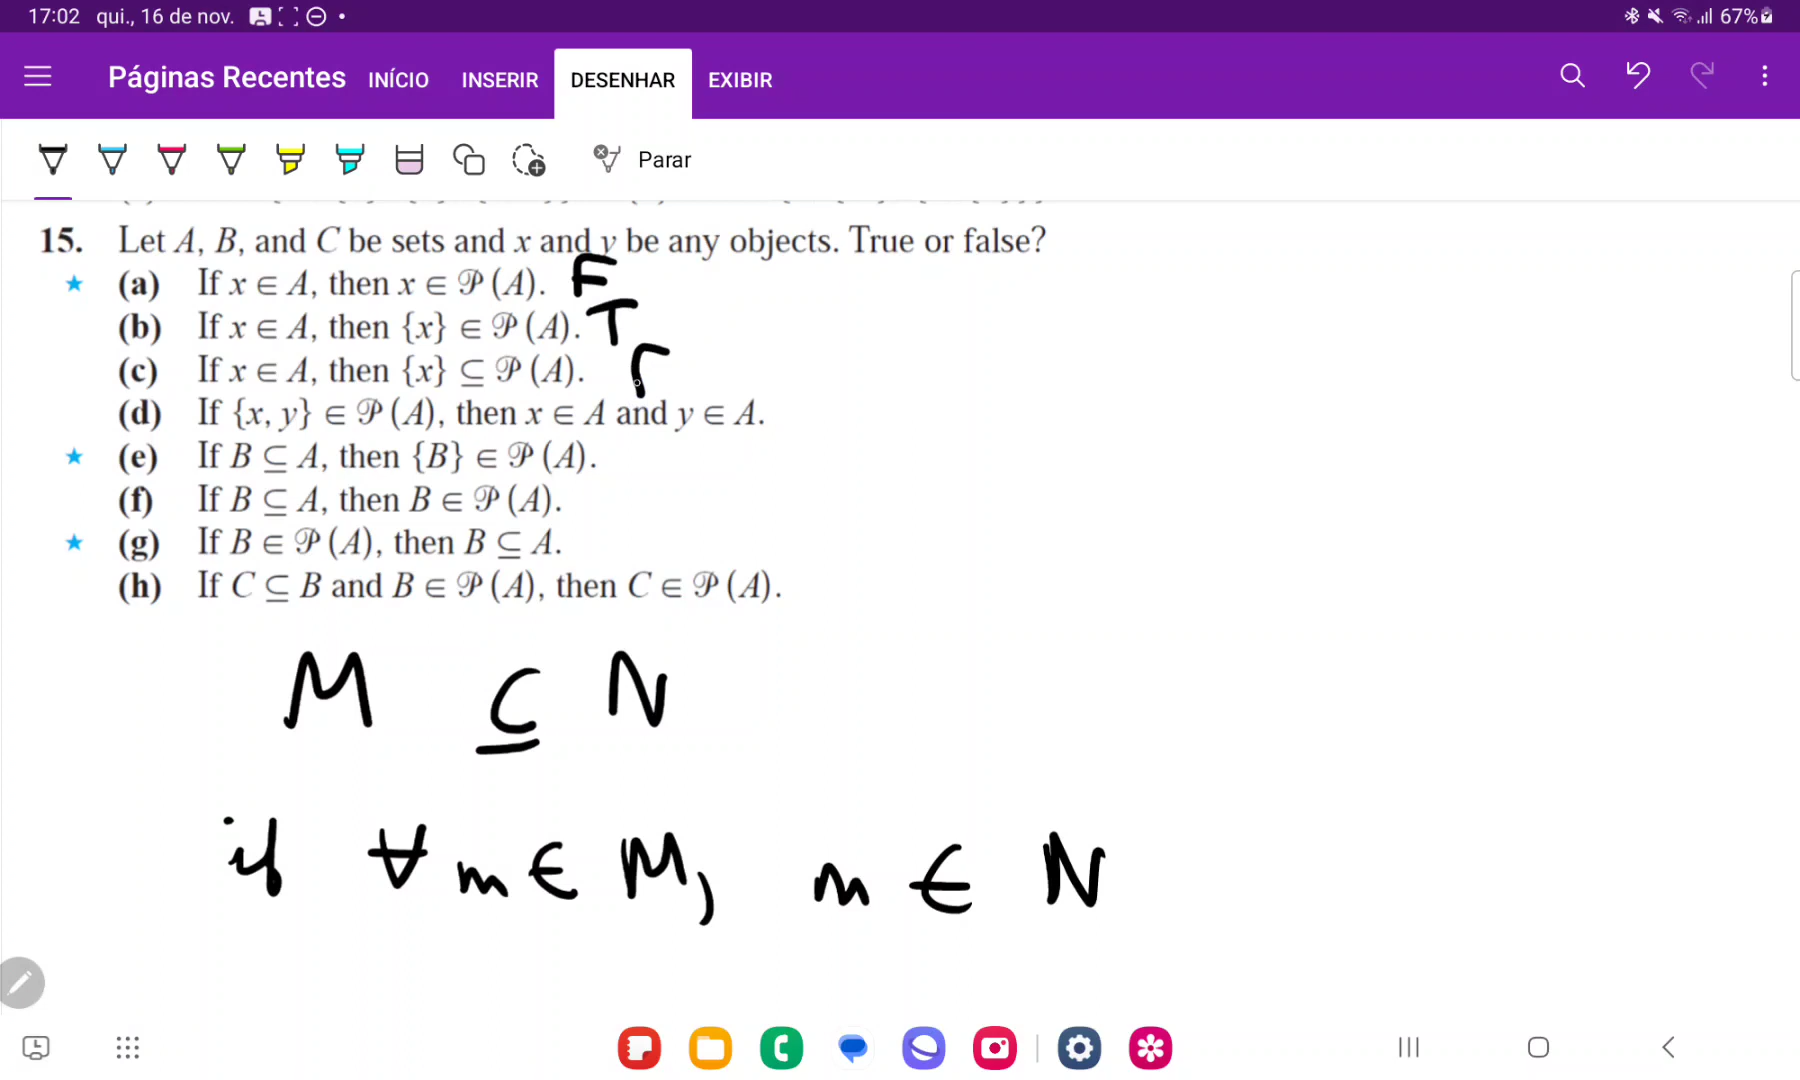 17:02 qui., 16 de nov. 67%
Páginas Recentes INÍCIO INSERIR DESENHAR EXIBIR
Parar
15. Let A, B, and C be sets and x and y be any objects. True or false?
★ (a) If x ∈ A, then x ∈ 𝒫 (A). F
(b) If x ∈ A, then {x} ∈ 𝒫 (A). T
(c) If x ∈ A, then {x} ⊆ 𝒫 (A).
(d) If {x, y} ∈ 𝒫 (A), then x ∈ A and y ∈ A.
★ (e) If B ⊆ A, then {B} ∈ 𝒫 (A).
(f) If B ⊆ A, then B ∈ 𝒫 (A).
★ (g) If B ∈ 𝒫 (A), then B ⊆ A.
(h) If C ⊆ B and B ∈ 𝒫 (A), then C ∈ 𝒫 (A).
M ⊆ N
if ∀ m ∈ M, m ∈ N